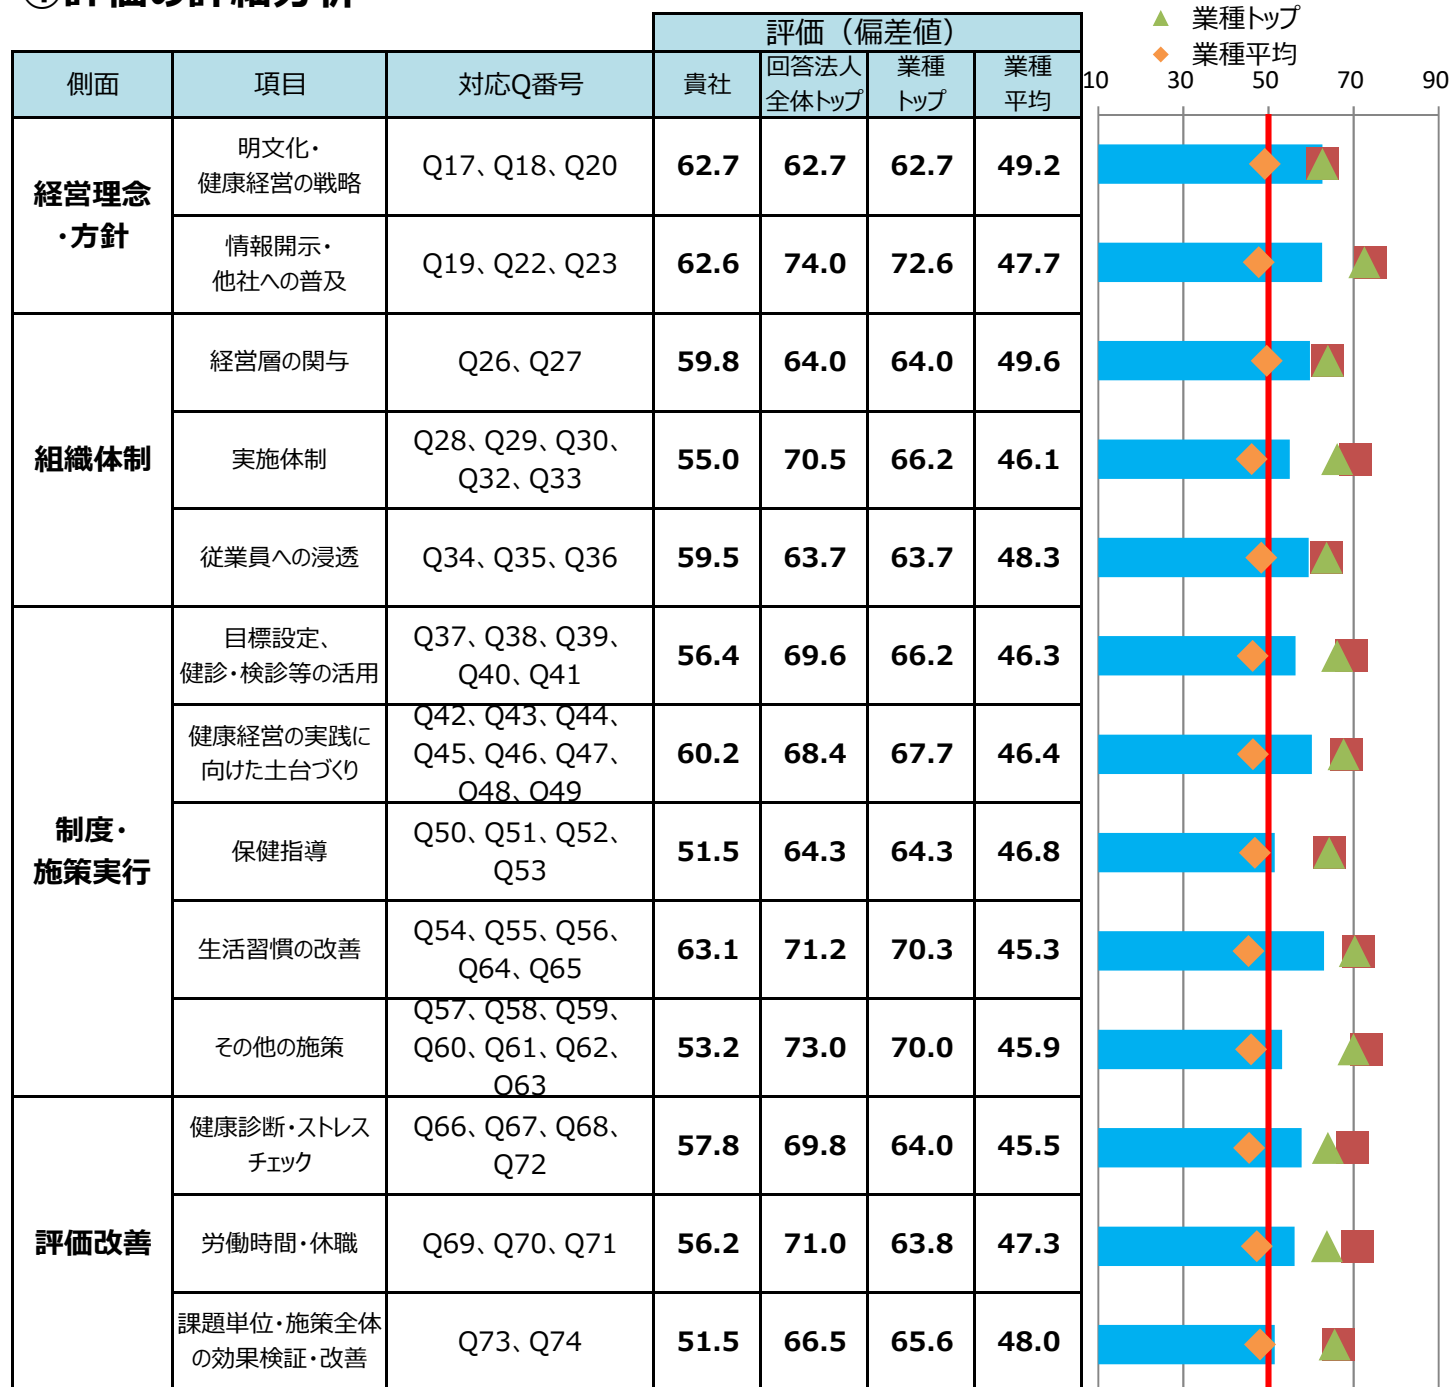 ①評価の詳細分析
評価（偏差値）
側面 項目 対応Q番号 貴社 回答法人 業種 業種
全体トップ トップ 平均
▲ 業種トップ
◆ 業種平均
10 30 50 70 90
経営理念
・方針
明文化・
健康経営の戦略
Q17、Q18、Q20 62.7 62.7 62.7 49.2
情報開示・
他社への普及
Q19、Q22、Q23 62.6 74.0 72.6 47.7
組織体制
経営層の関与 Q26、Q27 59.8 64.0 64.0 49.6
実施体制
Q28、Q29、Q30、
Q32、Q33
55.0 70.5 66.2 46.1
従業員への浸透 Q34、Q35、Q36 59.5 63.7 63.7 48.3
制度・
施策実行
目標設定、
健診・検診等の活用
Q37、Q38、Q39、
Q40、Q41
56.4 69.6 66.2 46.3
健康経営の実践に
向けた土台づくり
Q42、Q43、Q44、
Q45、Q46、Q47、
Q48、Q49
60.2 68.4 67.7 46.4
保健指導
Q50、Q51、Q52、
Q53
51.5 64.3 64.3 46.8
生活習慣の改善
Q54、Q55、Q56、
Q64、Q65
63.1 71.2 70.3 45.3
その他の施策
Q57、Q58、Q59、
Q60、Q61、Q62、
Q63
53.2 73.0 70.0 45.9
評価改善
健康診断・ストレス
チェック
Q66、Q67、Q68、
Q72
57.8 69.8 64.0 45.5
労働時間・休職 Q69、Q70、Q71 56.2 71.0 63.8 47.3
課題単位・施策全体
の効果検証・改善
Q73、Q74 51.5 66.5 65.6 48.0